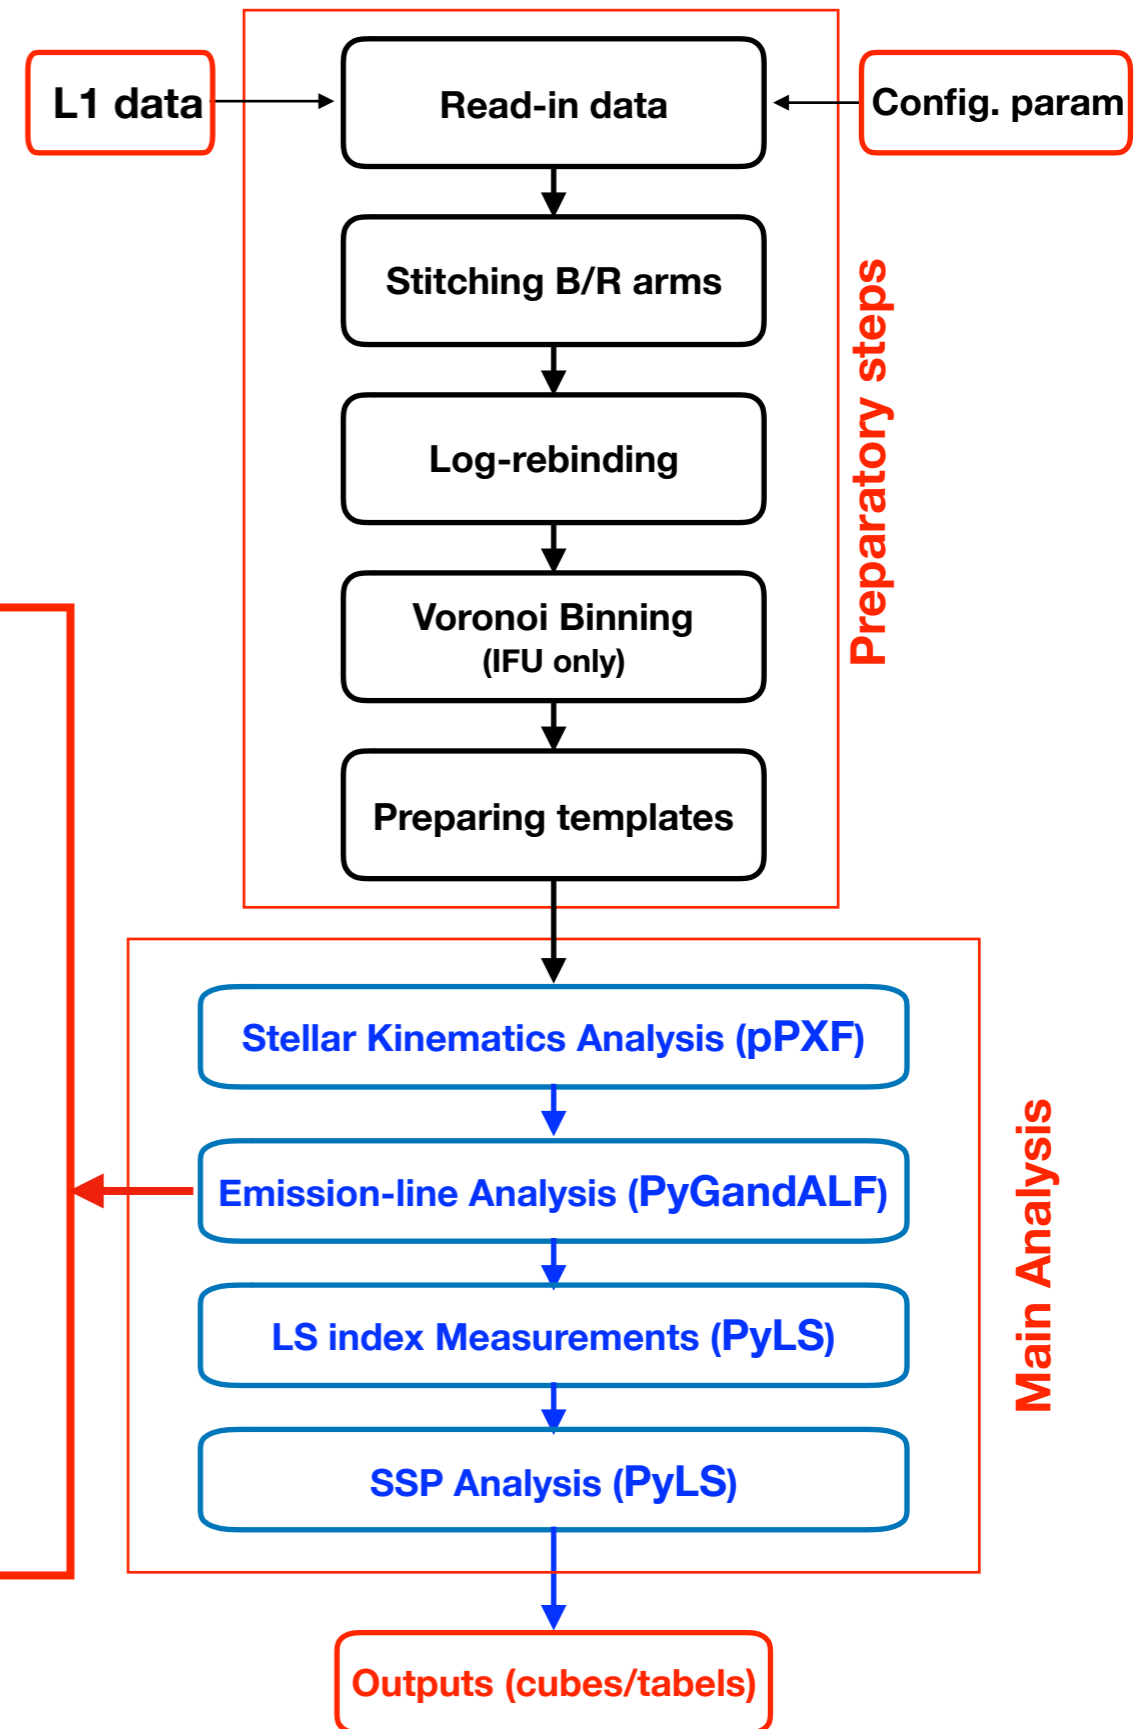 L1 data
Read-in data
Config. param
Stitching B/R arms
Log-rebinding
Voronoi Binning
(IFU only)
Preparing templates
Preparatory steps
Stellar Kinematics Analysis (pPXF)
Emission-line Analysis (PyGandALF)
LS index Measurements (PyLS)
SSP Analysis (PyLS)
Main Analysis
Outputs (cubes/tabels)